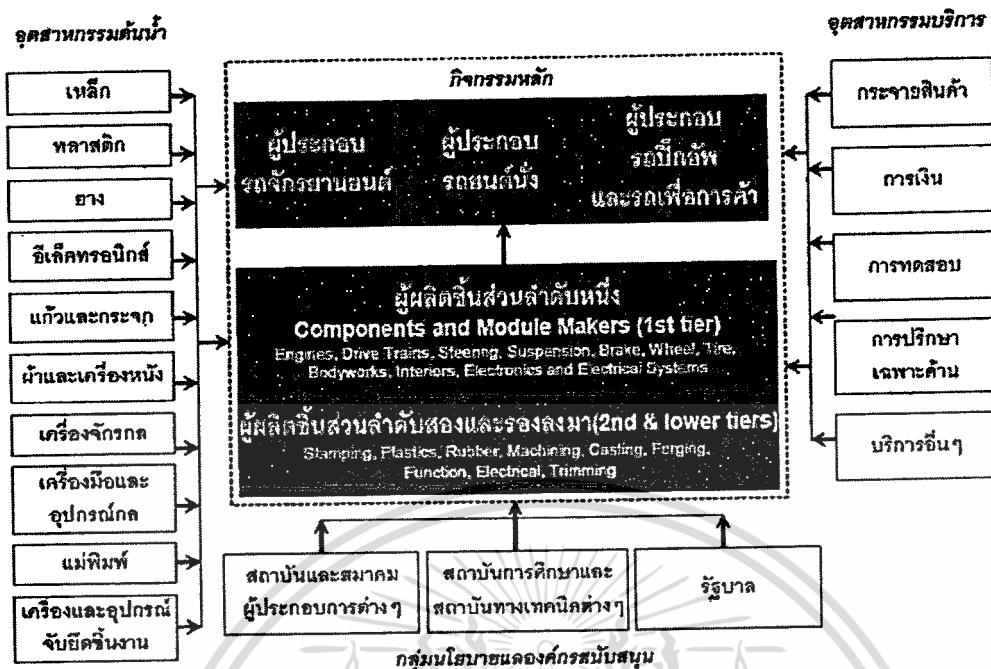 อุตสาหกรรมต้นน้ำ
เหล็ก
พลาสติก
ยาง
อีเล็คทรอนิกส์
แก้วและกระจก
ผ้าและเครื่องหนัง
เครื่องจักรกล
เครื่องมือและ
อุปกรณ์กล
แม่พิมพ์
เครื่องและอุปกรณ์
จับยึดชิ้นงาน
กิจกรรมหลัก
ผู้ประกอบ
รถจักรยานยนต์
ผู้ประกอบ
รถยนต์นั่ง
ผู้ประกอบ
รถปิ๊กอัพ
และรถเพื่อการค้า
ผู้ผลิตชิ้นส่วนลำดับหนึ่ง
Components and Module Makers (1st tier)
Engines, Drive Trains, Steering, Suspension, Brake, Wheel, Tire,
Bodyworks, Interiors, Electronics and Electrical Systems
ผู้ผลิตชิ้นส่วนลำดับสองและรองลงมา(2nd & lower tiers)
Stamping, Plastics, Rubber, Machining, Casting, Forging,
Function, Electrical, Trimming
อุตสาหกรรมบริการ
กระจายสินค้า
การเงิน
การทดสอบ
การปรึกษา
เฉพาะด้าน
บริการอื่นๆ
สถาบันและสมาคม
ผู้ประกอบการต่างๆ
สถาบันการศึกษาและ
สถาบันทางเทคนิคต่างๆ
รัฐบาล
กลุ่มนโยบายแลองค์กรสนับสนุน